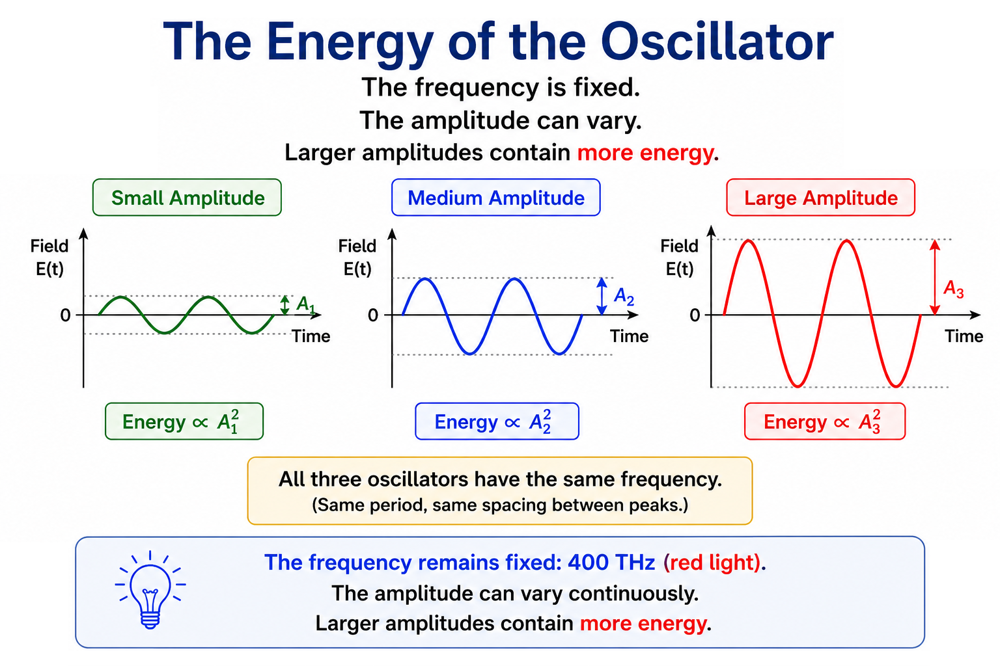 The Energy of the Oscillator
The frequency is fixed.
The amplitude can vary.
Larger amplitudes contain more energy.
Small Amplitude
Field
E(t)
0
A₁
Time
Energy ∝ A₁²
Medium Amplitude
Field
E(t)
0
A₂
Time
Energy ∝ A₂²
Large Amplitude
Field
E(t)
0
A₃
Time
Energy ∝ A₃²
All three oscillators have the same frequency.
(Same period, same spacing between peaks.)
The frequency remains fixed: 400 THz (red light).
The amplitude can vary continuously.
Larger amplitudes contain more energy.